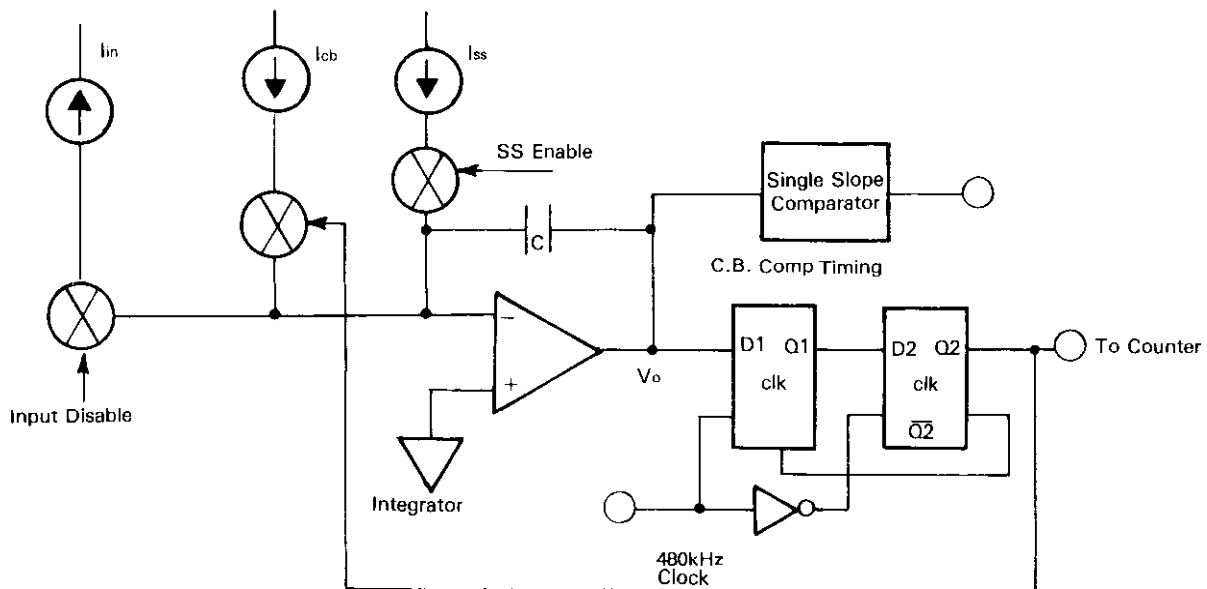 Iin
Icb
Iss
SS Enable
Single Slope
Comparator
C
C.B. Comp Timing
−
+
Vo
D1 Q1
clk
D2 Q2
clk
Q̅2̅
To Counter
Input Disable
Integrator
480kHz
Clock